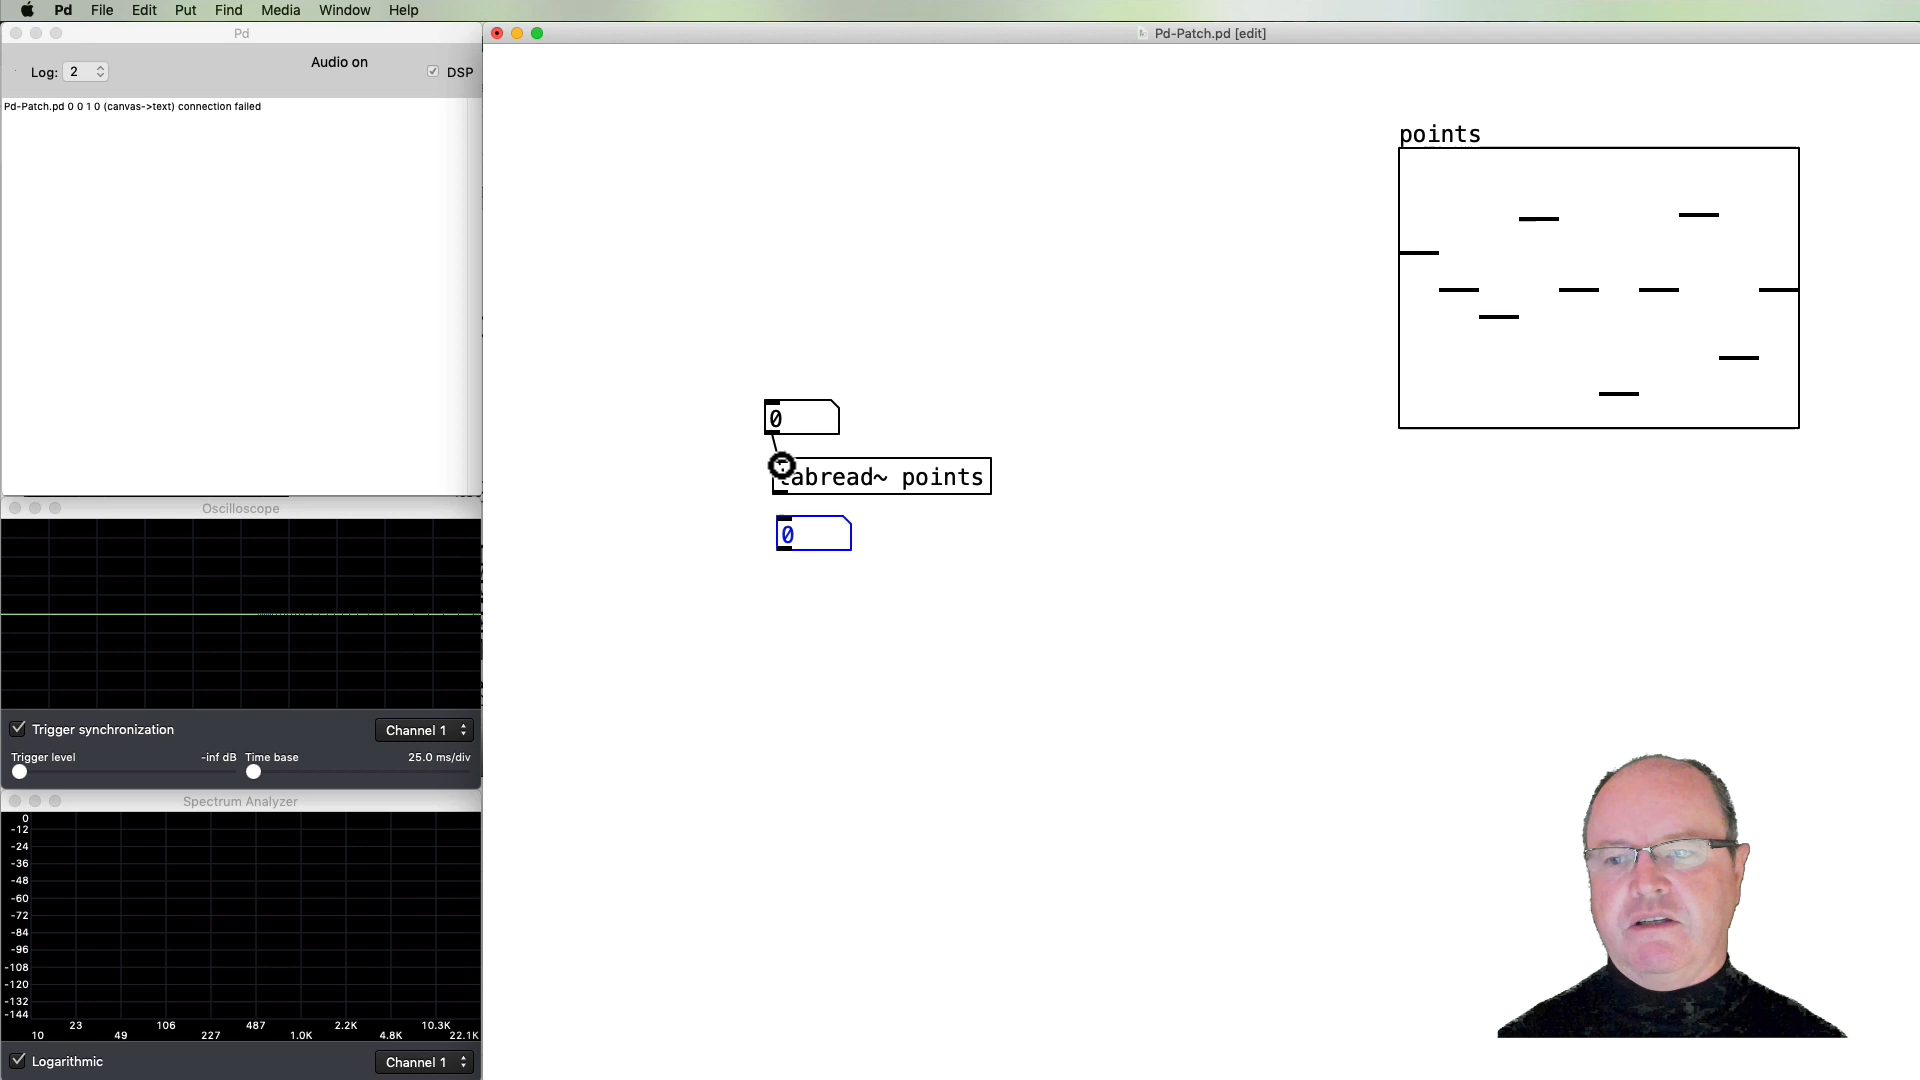 Pd File Edit Put Find Media Window Help
Pd
Pd-Patch.pd [edit]
Audio on
Log: 2
DSP
Pd-Patch.pd 0 0 1 0 (canvas->text) connection failed
points
0
tabread~ points
0
Oscilloscope
Trigger synchronization
Channel 1
Trigger level -inf dB Time base 25.0 ms/div
Spectrum Analyzer
0
-12
-24
-36
-48
-60
-72
-84
-96
-108
-120
-132
-144
23 106 487 2.2K 10.3K
10 49 227 1.0K 4.8K 22.1K
Logarithmic
Channel 1